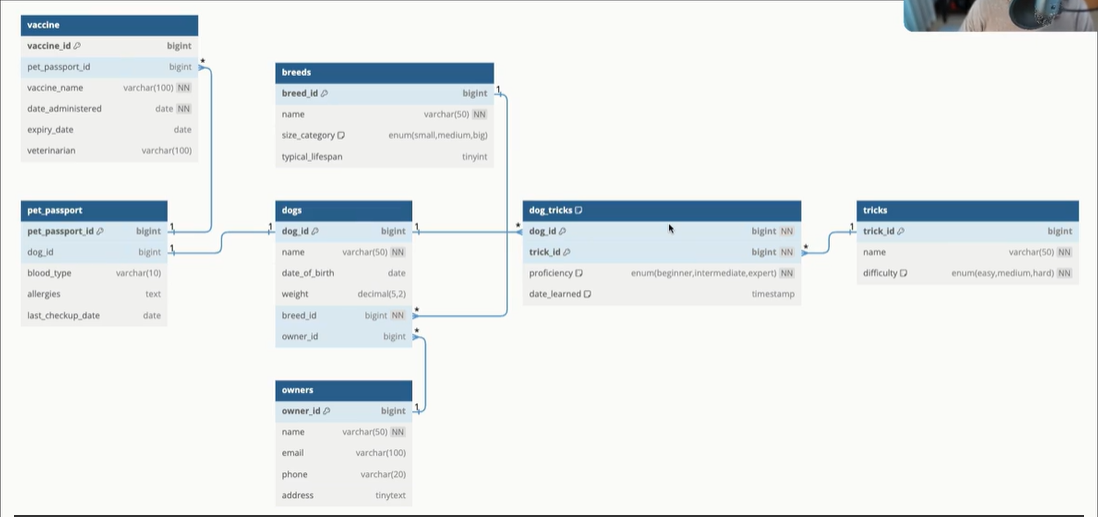 vaccine
vaccine_id bigint
pet_passport_id bigint
vaccine_name varchar(100) NN
date_administered date NN
expiry_date date
veterinarian varchar(100)
*
breeds
breed_id bigint
name varchar(50) NN
size_category enum(small,medium,big)
typical_lifespan tinyint
1
pet_passport
pet_passport_id bigint
dog_id bigint
blood_type varchar(10)
allergies text
last_checkup_date date
1
1
1
dogs
dog_id bigint
name varchar(50) NN
date_of_birth date
weight decimal(5,2)
breed_id bigint NN
owner_id bigint
1
*
*
*
dog_tricks
dog_id bigint NN
trick_id bigint NN
proficiency enum(beginner,intermediate,expert) NN
date_learned timestamp
*
1
tricks
trick_id bigint
name varchar(50) NN
difficulty enum(easy,medium,hard) NN
owners
owner_id bigint
name varchar(50) NN
email varchar(100)
phone varchar(20)
address tinytext
1